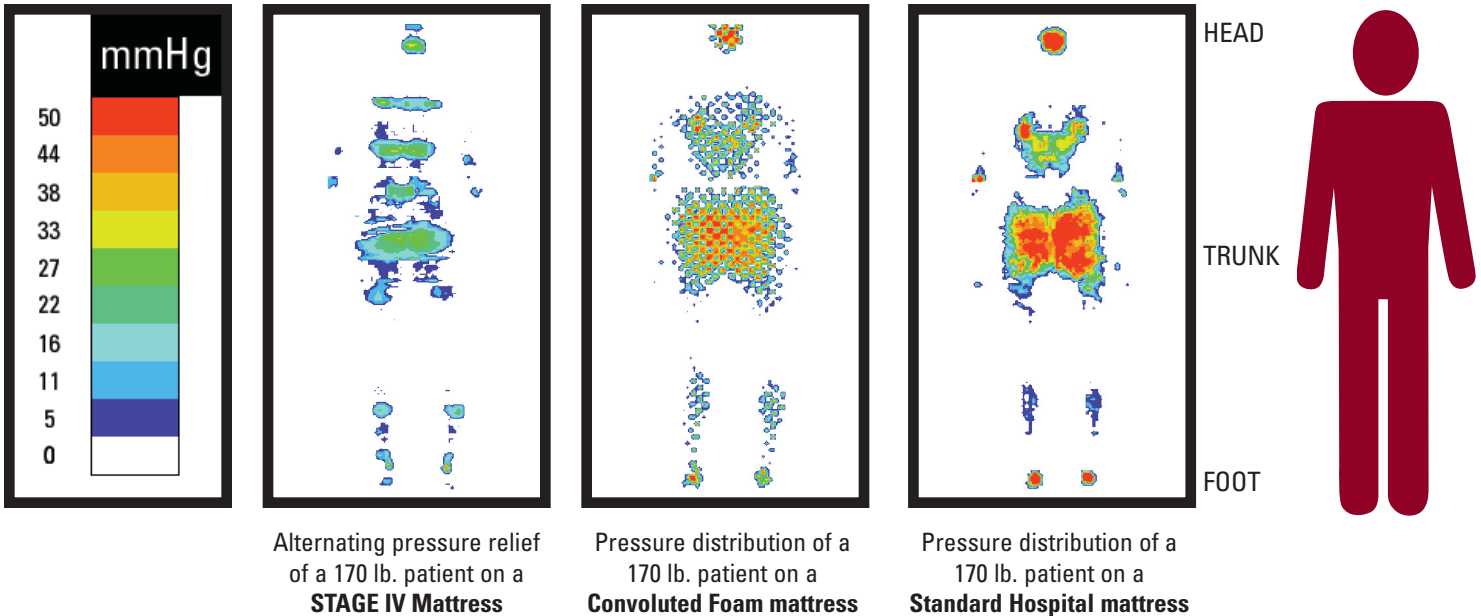 mmHg
50
44
38
33
27
22
16
11
5
0
HEAD
TRUNK
FOOT
Alternating pressure relief
of a 170 lb. patient on a
STAGE IV Mattress
Pressure distribution of a
170 lb. patient on a
Convoluted Foam mattress
Pressure distribution of a
170 lb. patient on a
Standard Hospital mattress